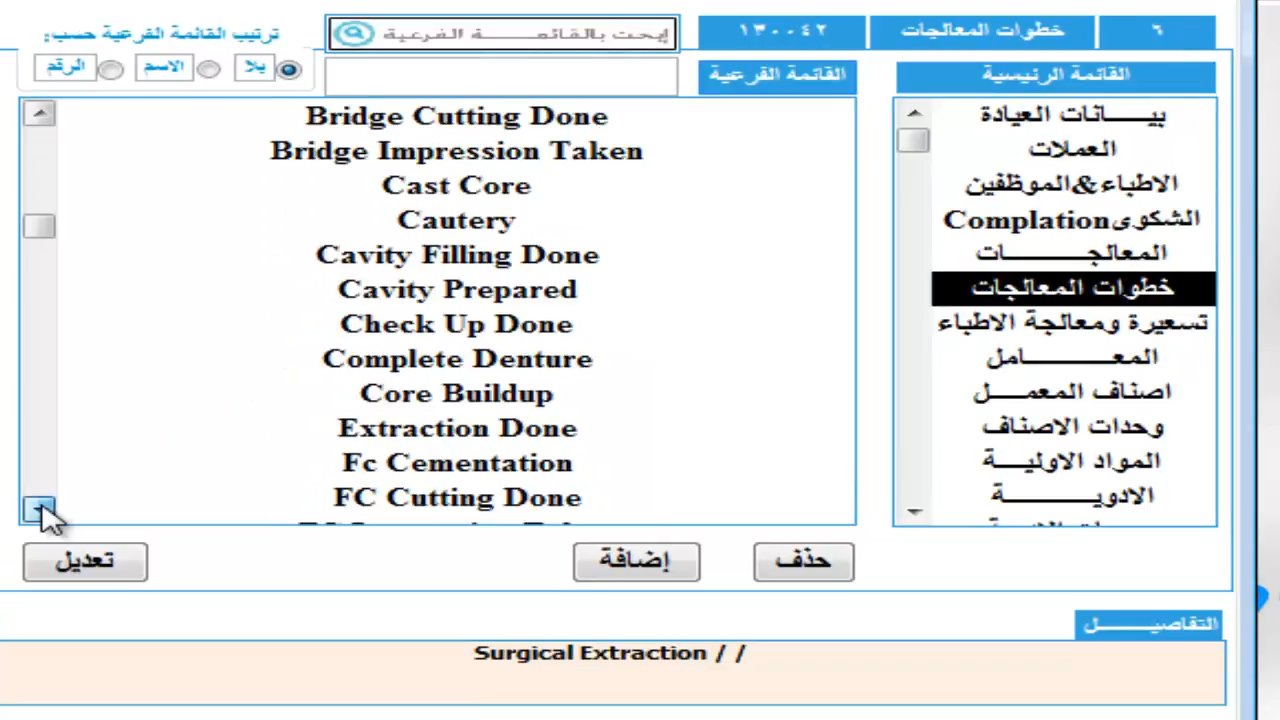 ٦
خطوات المعالجات
١٣٠٠٤٢
إبحث بالقائمة الفرعية
ترتيب القائمة الفرعية حسب:
القائمة الرئيسية
القائمة الفرعية
بلا
الاسم
الرقم
بيانات العيادة
العملات
الاطباء&الموظفين
الشكوى Complation
المعالجات
خطوات المعالجات
تسعيرة ومعالجة الاطباء
المعامل
اصناف المعمل
وحدات الاصناف
المواد الاولية
الادوية
Bridge Cutting Done
Bridge Impression Taken
Cast Core
Cautery
Cavity Filling Done
Cavity Prepared
Check Up Done
Complete Denture
Core Buildup
Extraction Done
Fc Cementation
FC Cutting Done
حذف
إضافة
تعديل
التفاصيل
Surgical Extraction / /